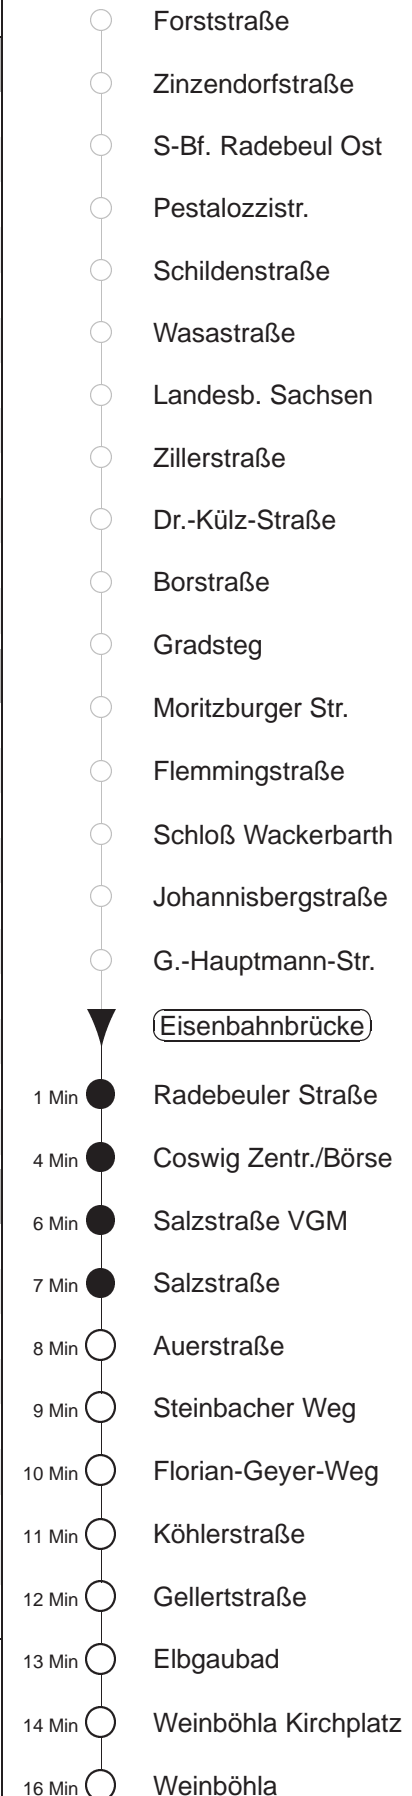 Forststraße
Zinzendorfstraße
S-Bf. Radebeul Ost
Pestalozzistr.
Schildenstraße
Wasastraße
Landesb. Sachsen
Zillerstraße
Dr.-Külz-Straße
Borstraße
Gradsteg
Moritzburger Str.
Flemmingstraße
Schloß Wackerbarth
Johannisbergstraße
G.-Hauptmann-Str.
Eisenbahnbrücke
1 Min Radebeuler Straße
4 Min Coswig Zentr./Börse
6 Min Salzstraße VGM
7 Min Salzstraße
8 Min Auerstraße
9 Min Steinbacher Weg
10 Min Florian-Geyer-Weg
11 Min Köhlerstraße
12 Min Gellertstraße
13 Min Elbgaubad
14 Min Weinböhla Kirchplatz
16 Min Weinböhla